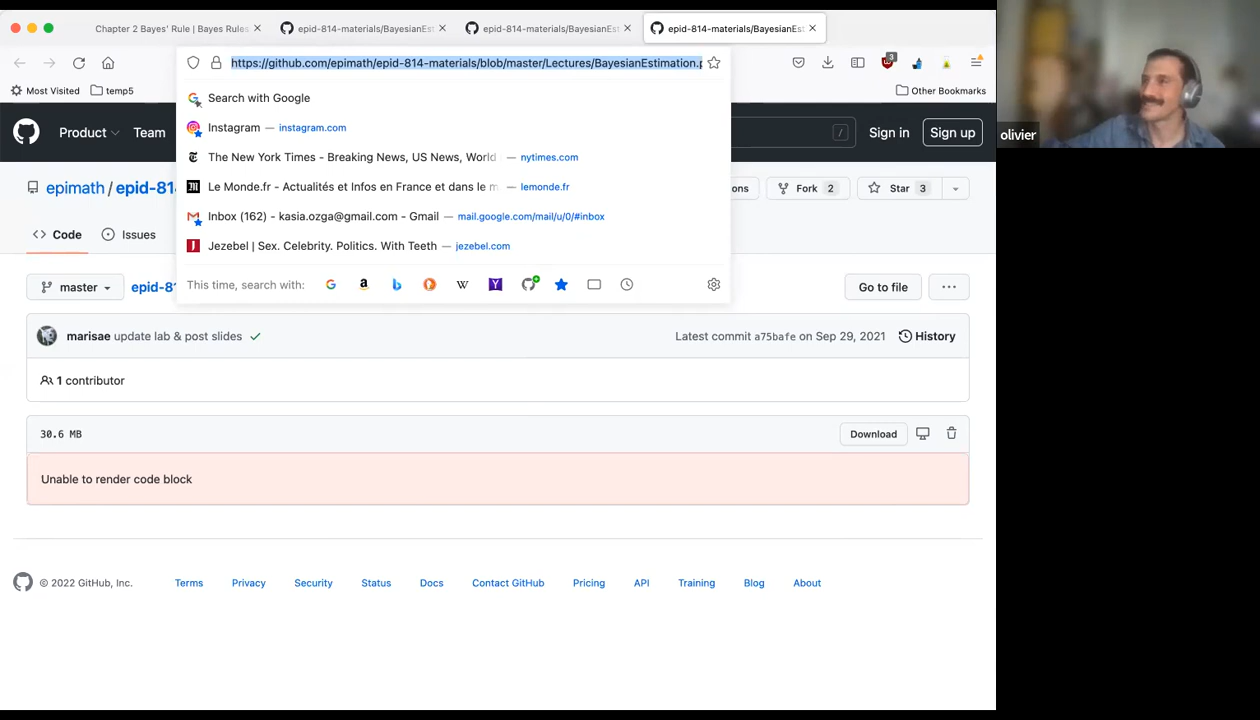 Chapter 2 Bayes' Rule | Bayes Rules
epid-814-materials/BayesianEst
epid-814-materials/BayesianEst
epid-814-materials/BayesianEst
https://github.com/epimath/epid-814-materials/blob/master/Lectures/BayesianEstimation.p
3
Most Visited
temp5
Other Bookmarks
Search with Google
Instagram — instagram.com
The New York Times - Breaking News, US News, World — nytimes.com
Le Monde.fr - Actualités et Infos en France et dans le m — lemonde.fr
Inbox (162) - kasia.ozga@gmail.com - Gmail — mail.google.com/mail/u/0/#inbox
Jezebel | Sex. Celebrity. Politics. With Teeth — jezebel.com
This time, search with:
Product
Team
/
Sign in
Sign up
olivier
epimath / epid-81
ons
Fork 2
Star 3
Code
Issues
master
epid-8
Go to file
...
marisae update lab & post slides
Latest commit a75bafe on Sep 29, 2021
History
1 contributor
30.6 MB
Download
Unable to render code block
© 2022 GitHub, Inc.
Terms
Privacy
Security
Status
Docs
Contact GitHub
Pricing
API
Training
Blog
About